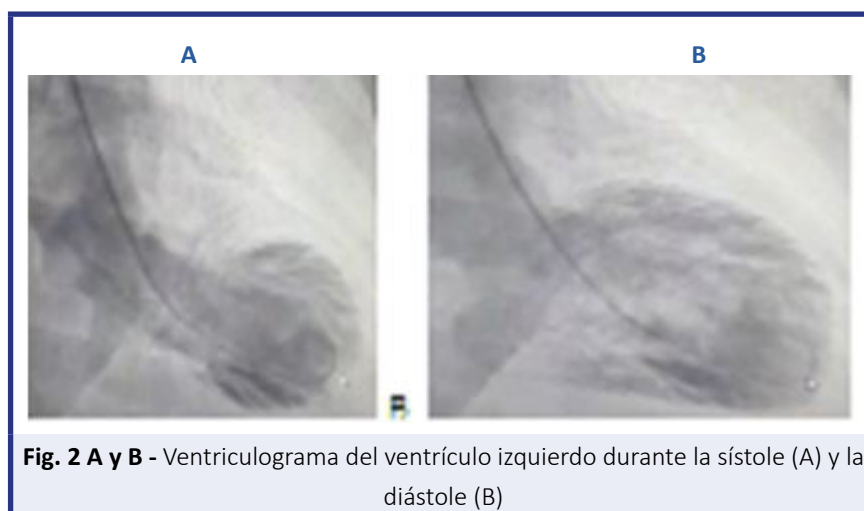 A
B
Fig. 2 A y B - Ventriculograma del ventrículo izquierdo durante la sístole (A) y la
diástole (B)